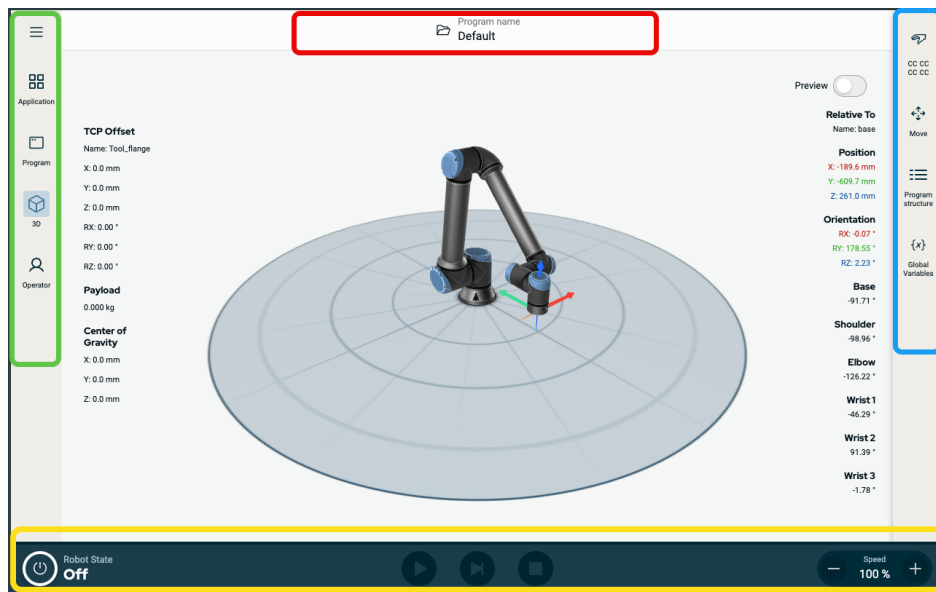 Program name
Default
Application
Program
3D
Operator
TCP Offset
Name: Tool_flange
X: 0.0 mm
Y: 0.0 mm
Z: 0.0 mm
RX: 0.00 °
RY: 0.00 °
RZ: 0.00 °
Payload
0.000 kg
Center of
Gravity
X: 0.0 mm
Y: 0.0 mm
Z: 0.0 mm
Preview
Relative To
Name: base
Position
X: -189.6 mm
Y: -609.7 mm
Z: 261.0 mm
Orientation
RX: -0.07 °
RY: 178.55 °
RZ: 2.23 °
Base
-91.71 °
Shoulder
-98.96 °
Elbow
-126.22 °
Wrist 1
-46.29 °
Wrist 2
91.39 °
Wrist 3
-1.78 °
CC CC
CC CC
Move
Program
structure
{x}
Global
Variables
Robot State
Off
Speed
100 %